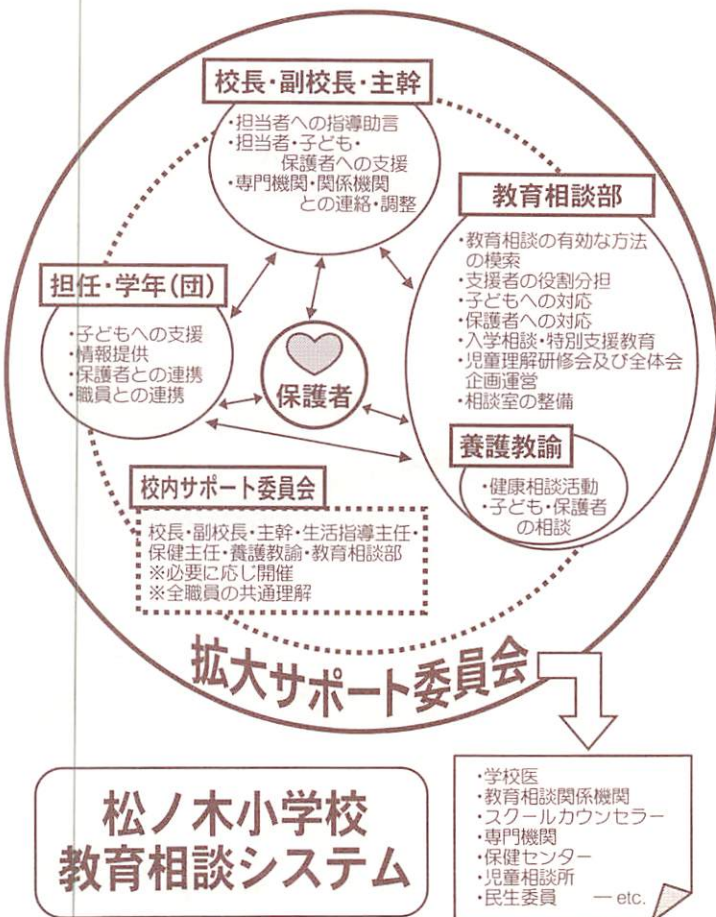 校長・副校長・主幹
・担当者への指導助言
・担当者・子ども・
保護者への支援
・専門機関・関係機関
との連絡・調整
教育相談部
・教育相談の有効な方法
の模索
・支援者の役割分担
・子どもへの対応
・保護者への対応
・入学相談・特別支援教育
・児童理解研修会及び全体会
企画運営
・相談室の整備
担任・学年(団)
・子どもへの支援
・情報提供
・保護者との連携
・職員との連携
保護者
養護教諭
・健康相談活動
・子ども・保護者
の相談
校内サポート委員会
校長・副校長・主幹・生活指導主任・
保健主任・養護教諭・教育相談部
※必要に応じ開催
※全職員の共通理解
拡大サポート委員会
松ノ木小学校
教育相談システム
・学校医
・教育相談関係機関
・スクールカウンセラー
・専門機関
・保健センター
・児童相談所
・民生委員 ―etc.